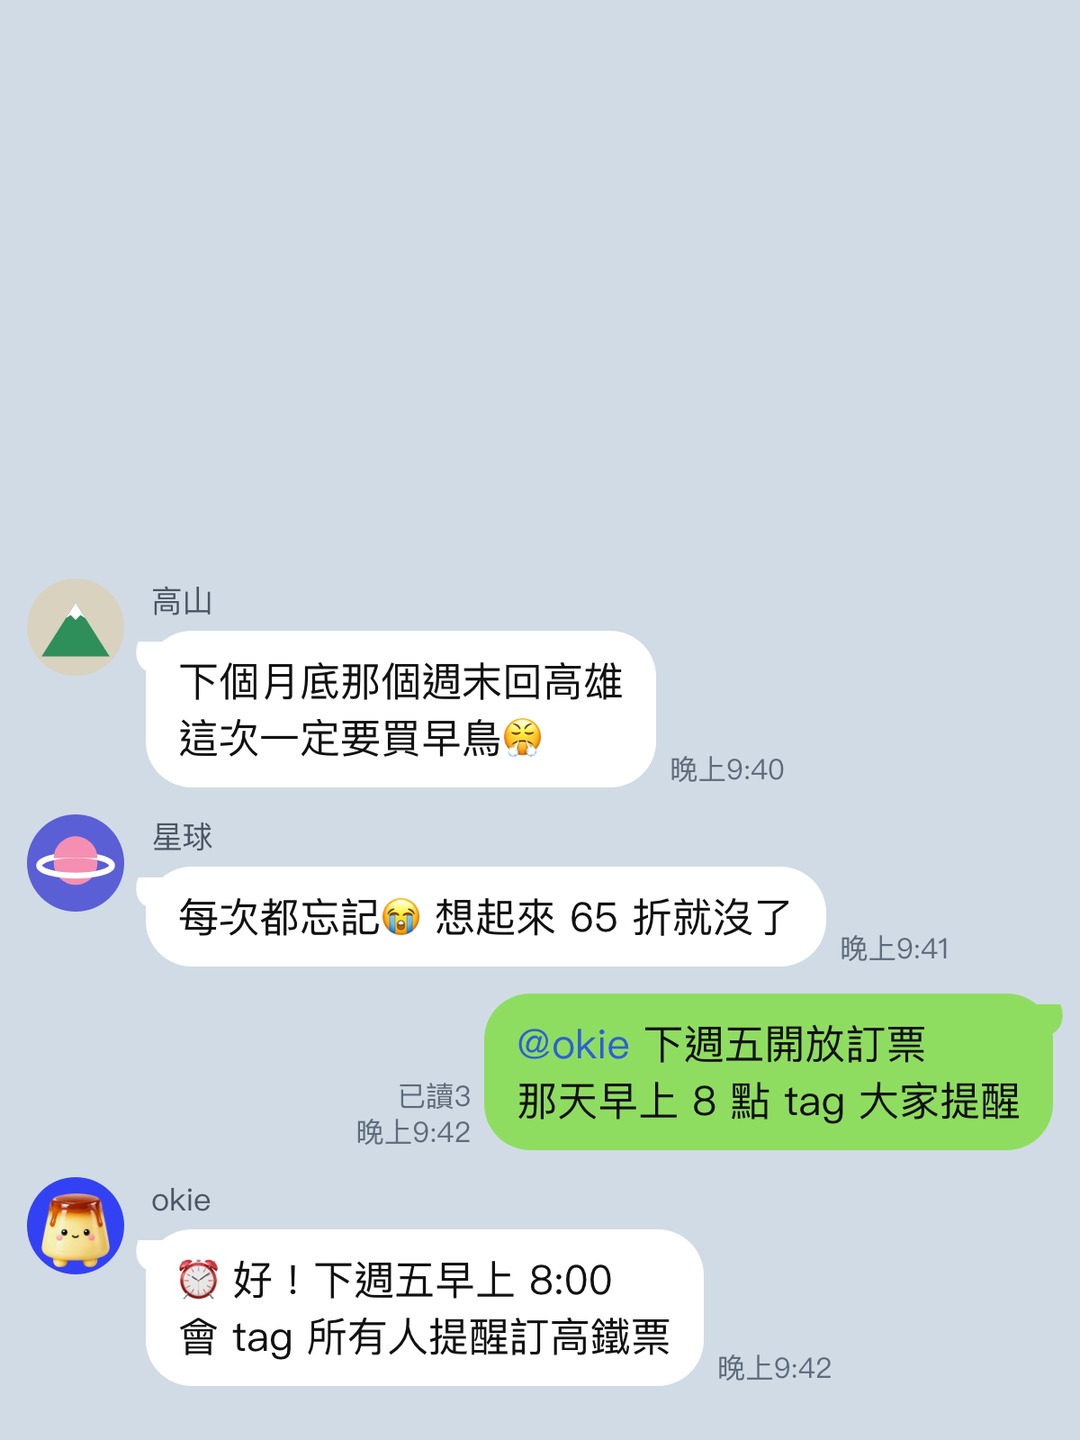 高山
下個月底那個週末回高雄
這次一定要買早鳥😤
晚上9:40
星球
每次都忘記😭 想起來 65 折就沒了
晚上9:41
@okie 下週五開放訂票
那天早上 8 點 tag 大家提醒
已讀3
晚上9:42
okie
⏰ 好！下週五早上 8:00
會 tag 所有人提醒訂高鐵票
晚上9:42